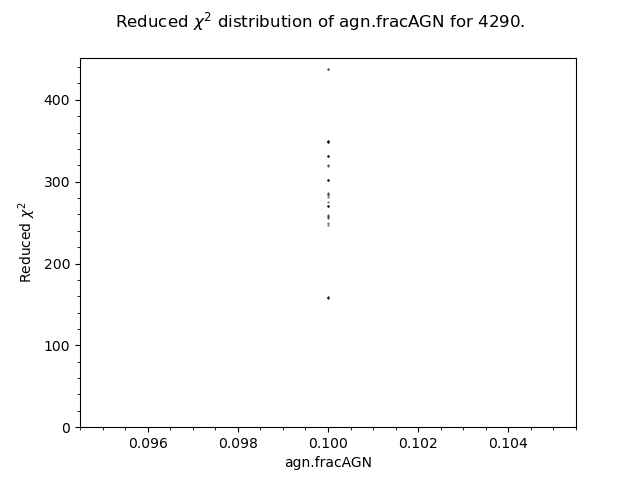 Reduced χ² distribution of agn.fracAGN for 4290.
400
300
200
100
0
Reduced χ²
0.096 0.098 0.100 0.102 0.104
agn.fracAGN